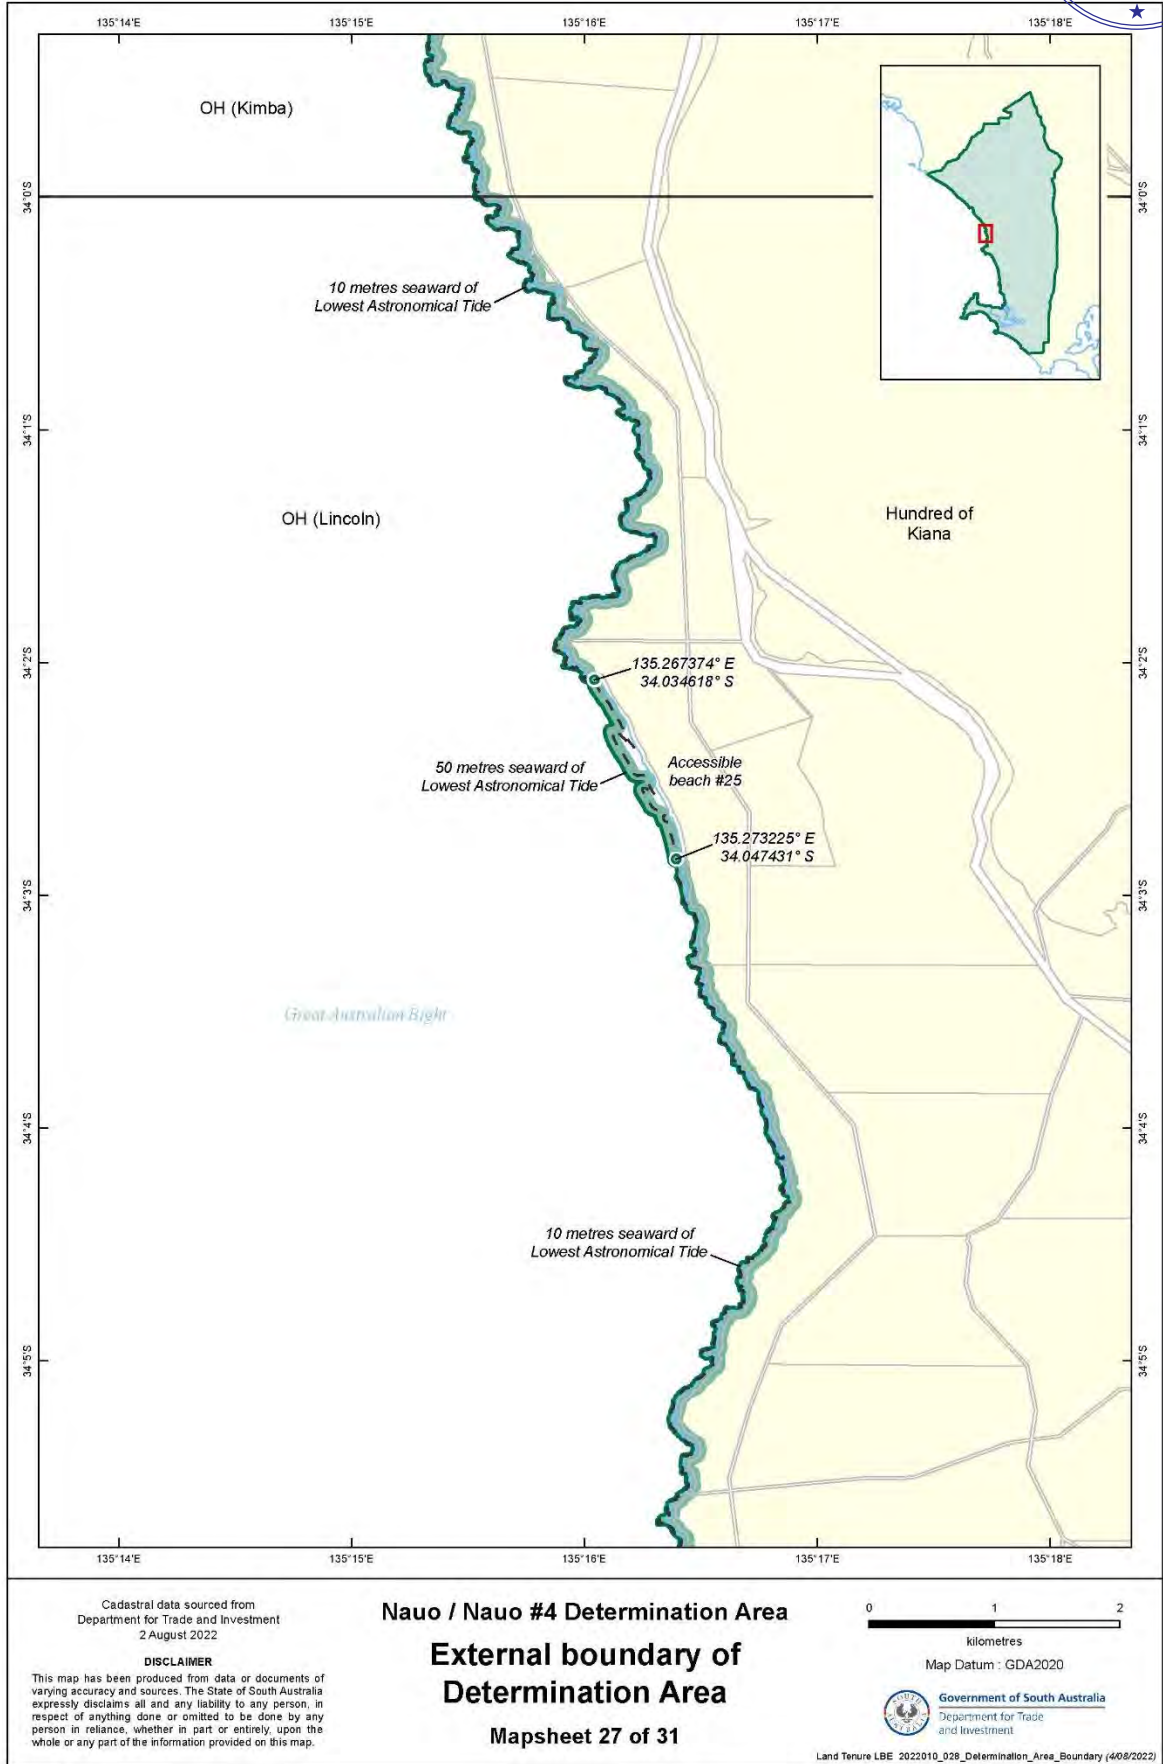 135°14'E
135°15'E
135°16'E
135°17'E
135°18'E
OH (Kimba)
34°0'S
34°0'S
10 metres seaward of
Lowest Astronomical Tide
34°1'S
34°1'S
OH (Lincoln)
Hundred of
Kiana
34°2'S
34°2'S
135.267374° E
34.034618° S
50 metres seaward of
Lowest Astronomical Tide
Accessible
beach #25
135.273225° E
34.047431° S
34°3'S
34°3'S
Great Australian Bight
34°4'S
34°4'S
10 metres seaward of
Lowest Astronomical Tide
34°5'S
34°5'S
135°14'E
135°15'E
135°16'E
135°17'E
135°18'E
Cadastral data sourced from
Department for Trade and Investment
2 August 2022
DISCLAIMER
This map has been produced from data or documents of
varying accuracy and sources. The State of South Australia
expressly disclaims all and any liability to any person, in
respect of anything done or omitted to be done by any
person in reliance, whether in part or entirely, upon the
whole or any part of the information provided on this map.
Nauo / Nauo #4 Determination Area
External boundary of
Determination Area
Mapsheet 27 of 31
0 1 2
kilometres
Map Datum : GDA2020
SOUTH AUSTRALIA
Government of South Australia
Department for Trade
and Investment
Land Tenure LBE 2022010_028_Determination_Area_Boundary (4/08/2022)